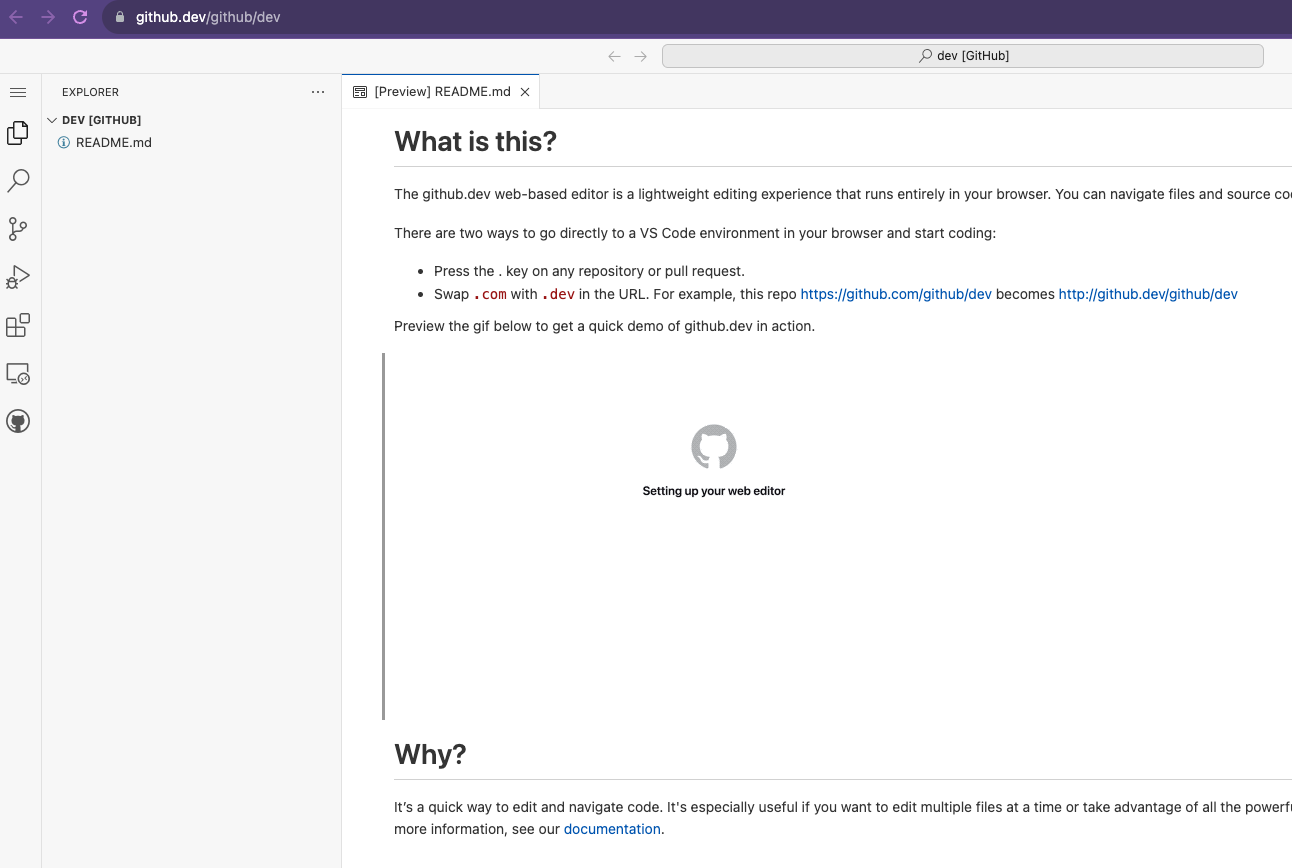 github.dev/github/dev
dev [GitHub]
EXPLORER
[Preview] README.md
DEV [GITHUB]
README.md
What is this?
The github.dev web-based editor is a lightweight editing experience that runs entirely in your browser. You can navigate files and source
There are two ways to go directly to a VS Code environment in your browser and start coding:
Press the . key on any repository or pull request.
Swap .com with .dev in the URL. For example, this repo https://github.com/github/dev becomes http://github.dev/github/dev
Preview the gif below to get a quick demo of github.dev in action.
Setting up your web editor
Why?
It’s a quick way to edit and navigate code. It's especially useful if you want to edit multiple files at a time or take advantage of all the
more information, see our documentation.